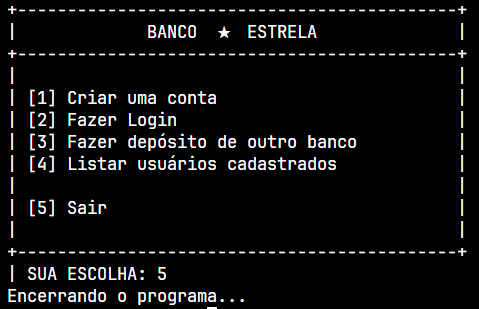 BANCO ★ ESTRELA
[1] Criar uma conta
[2] Fazer Login
[3] Fazer depósito de outro banco
[4] Listar usuários cadastrados
[5] Sair
SUA ESCOLHA: 5
Encerrando o programa...